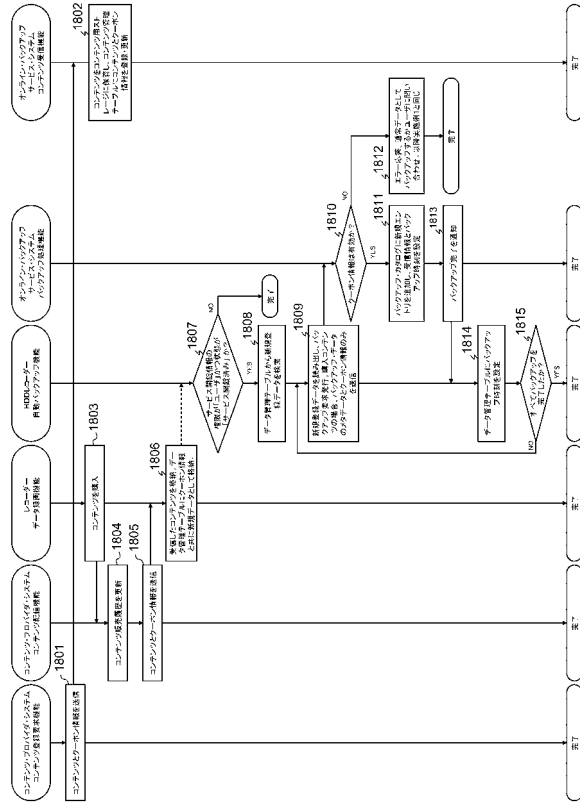 コンテンツ・プロバイダ・システム
コンテンツ登録要求機能
コンテンツ・プロバイダ・システム
コンテンツ配信機能
レコーダー
データ録画機能
HDDレコーダー
自動バックアップ機能
オンライン・バックアップ
サービス・システム
バックアップ処理機能
オンライン・バックアップ
サービス・システム
コンテンツ受信機能
1801
コンテンツとクーポン情報を送信
1802
コンテンツをコンテンツ用スト
レージに保管し、コンテンツ管理
テーブルにコンテンツとクーポン
情報を登録・更新
1803
コンテンツを購入
1804
コンテンツ販売履歴を更新
1805
コンテンツとクーポン情報を送信
1806
受信したコンテンツを格納、デー
タ管理テーブルにクーポン情報
と共に新規データとして格納。
1807
サービス開設情報の
権限が「ユーザ」かつ状態が
「サービス開設済み」か?
NO
完了
YES
1808
データ管理テーブルから新規登
録データを検索
1809
新規登録データを読み出し、バッ
クアップ要求発行。購入コンテン
ツの場合、バックアップ・データ
のメタデータとクーポン情報のみ
を送信
1810
クーポン情報は有効か?
NO
1812
エラー応答、通常データとして
バックアップするかユーザに問い
合わせ。以降実施例1と同じ
完了
YES
1811
バックアップ・カタログに新規エン
トリを追加し、受信情報とバック
アップ時刻を設定
1813
バックアップ完了を通知
1814
データ管理テーブルにバックアッ
プ時刻を設定
1815
すべてバックアップを
完了したか?
NO
YES
完了
完了
完了
完了
完了
完了